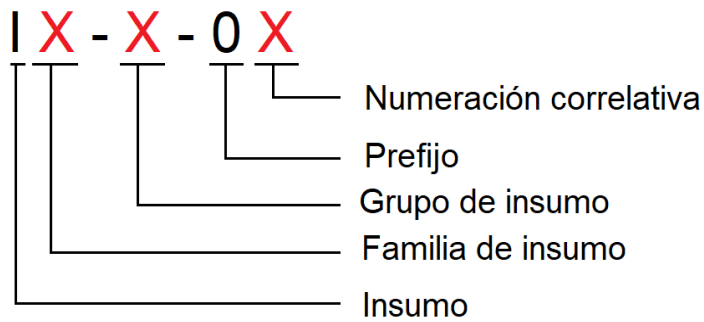 I X - X - 0 X
Numeración correlativa
Prefijo
Grupo de insumo
Familia de insumo
Insumo